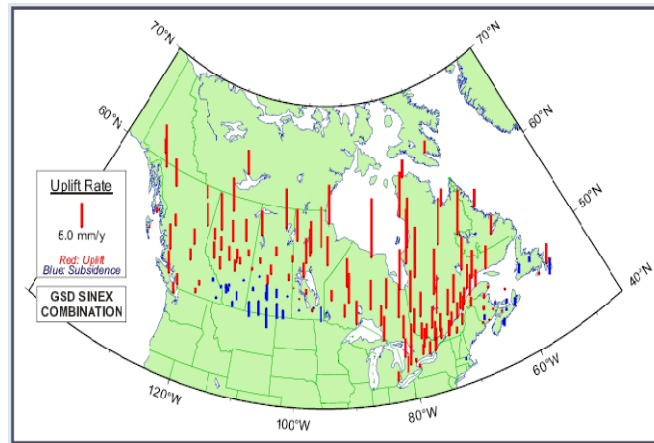 70°N
70°N
60°N
60°N
50°N
40°N
Uplift Rate
5.0 mm/y
Red: Uplift
Blue: Subsidence
GSD SINEX
COMBINATION
120°W
100°W
80°W
60°W